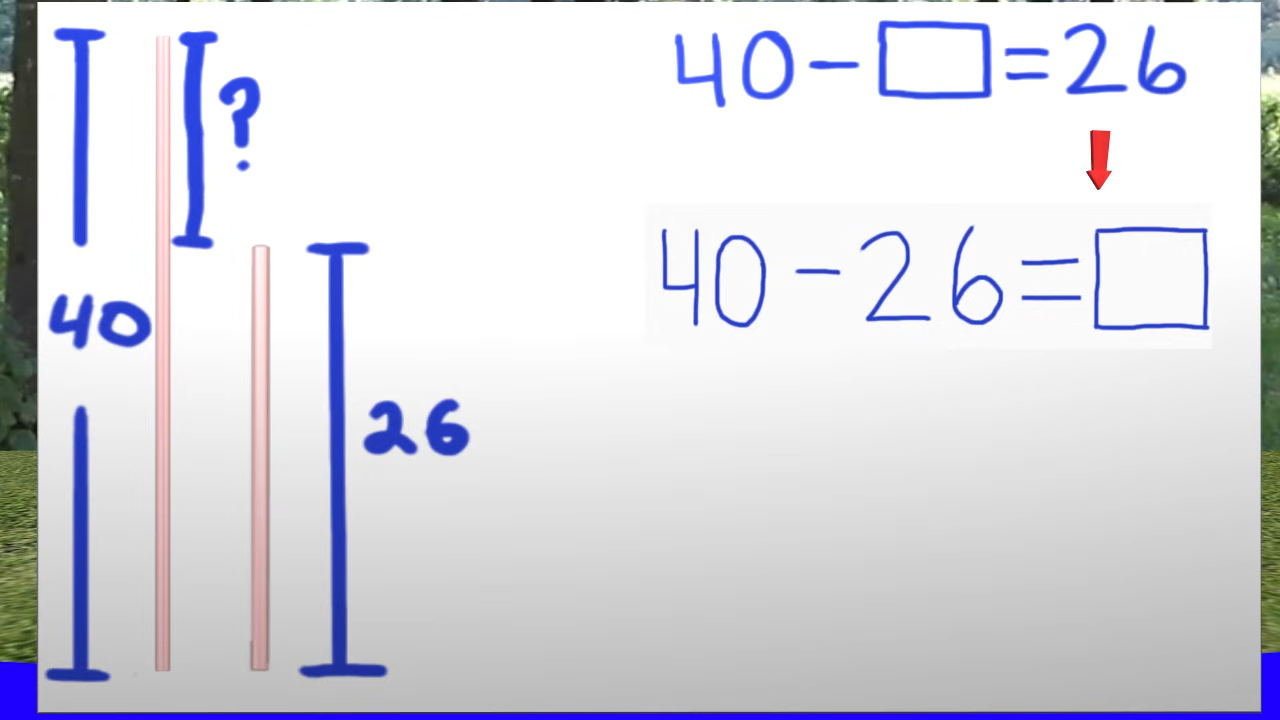 40 - □ = 26
?
40 - 26 = □
40
26